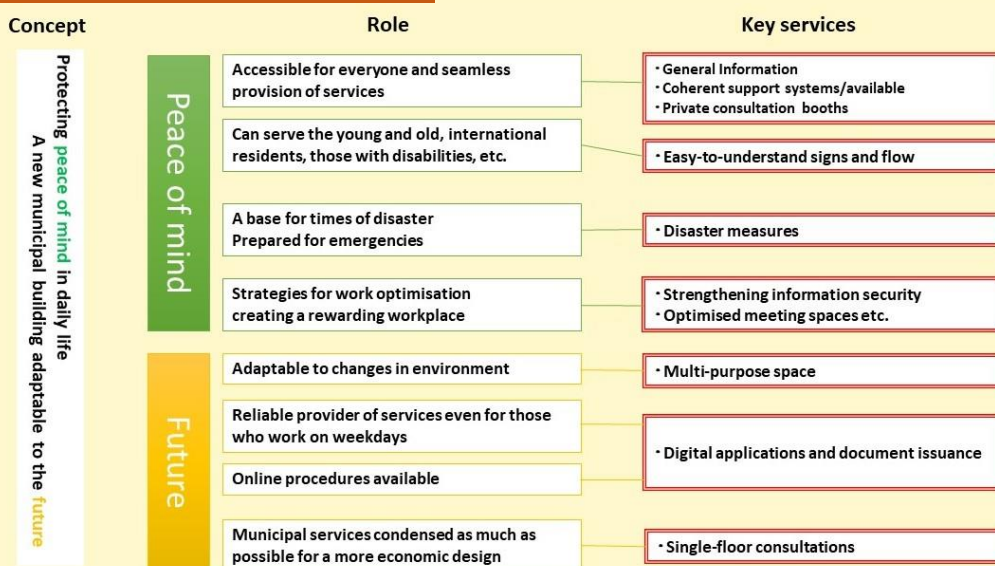 Concept
Role
Key services
Protecting peace of mind in daily life
A new municipal building adaptable to the future
Peace of mind
Accessible for everyone and seamless
provision of services
・General Information
・Coherent support systems/available
・Private consultation booths
Can serve the young and old, international
residents, those with disabilities, etc.
・Easy-to-understand signs and flow
A base for times of disaster
Prepared for emergencies
・Disaster measures
Strategies for work optimisation
creating a rewarding workplace
・Strengthening information security
・Optimised meeting spaces etc.
Future
Adaptable to changes in environment
・Multi-purpose space
Reliable provider of services even for those
who work on weekdays
Online procedures available
・Digital applications and document issuance
Municipal services condensed as much as
possible for a more economic design
・Single-floor consultations